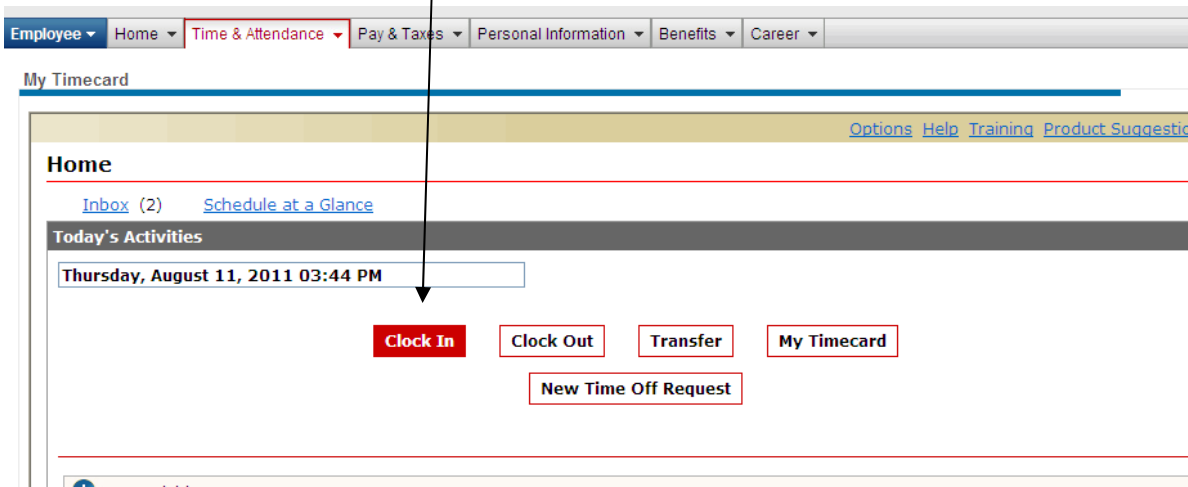 Employee Home Time & Attendance Pay & Taxes Personal Information Benefits Career
My Timecard
Options Help Training Product
Home
Inbox (2) Schedule at a Glance
Today's Activities
Thursday, August 11, 2011 03:44 PM
Clock In Clock Out Transfer My Timecard
New Time Off Request